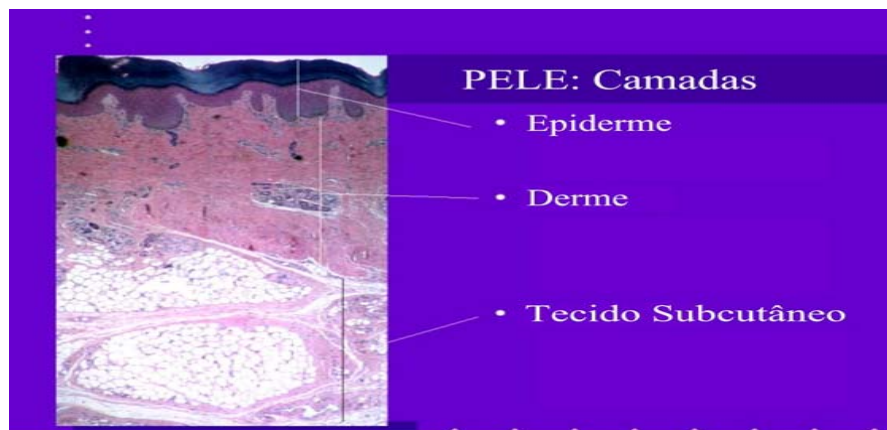 PELE: Camadas
• Epiderme
• Derme
• Tecido Subcutâneo